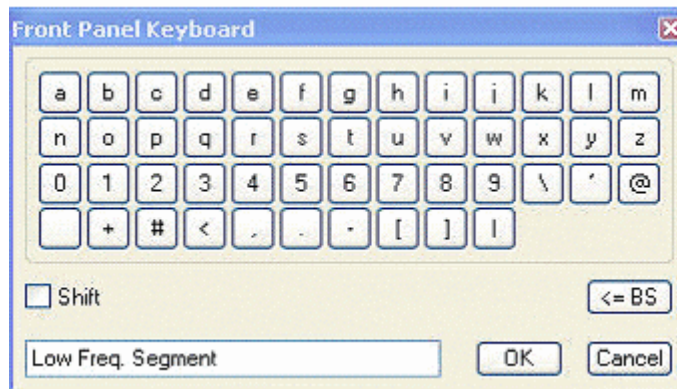 Front Panel Keyboard
a b c d e f g h i j k l m
n o p q r s t u v w x y z
0 1 2 3 4 5 6 7 8 9 \ ' @
+ # < , . - [ ] |
Shift
<= BS
Low Freq. Segment
OK
Cancel